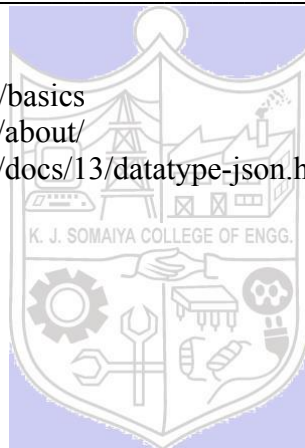 /basics
/about/
/docs/13/datatype-json.h
K. J. SOMAIYA COLLEGE OF ENGG.